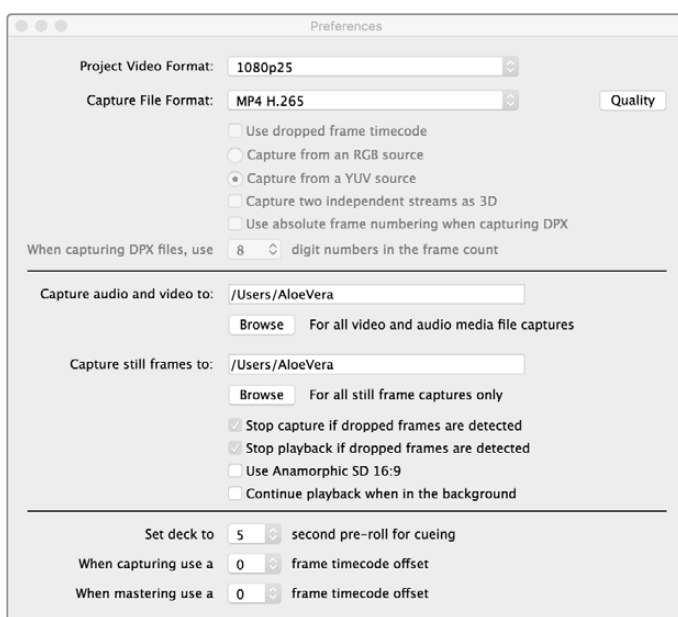 Preferences
Project Video Format: 1080p25
Capture File Format: MP4 H.265 Quality
Use dropped frame timecode
Capture from an RGB source
Capture from a YUV source
Capture two independent streams as 3D
Use absolute frame numbering when capturing DPX
When capturing DPX files, use 8 digit numbers in the frame count
Capture audio and video to: /Users/AloeVera
Browse For all video and audio media file captures
Capture still frames to: /Users/AloeVera
Browse For all still frame captures only
Stop capture if dropped frames are detected
Stop playback if dropped frames are detected
Use Anamorphic SD 16:9
Continue playback when in the background
Set deck to 5 second pre-roll for cueing
When capturing use a 0 frame timecode offset
When mastering use a 0 frame timecode offset